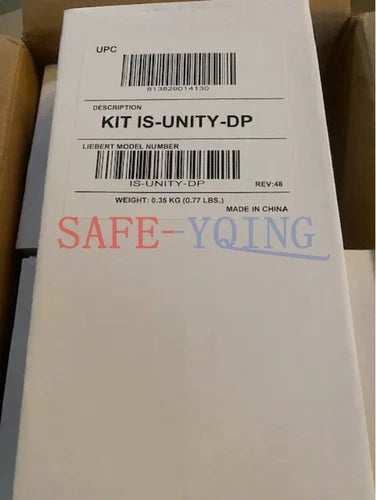 UPC
813829014130
DESCRIPTION
KIT IS-UNITY-DP
LIEBERT MODEL NUMBER
IS-UNITY-DP
REV:48
WEIGHT: 0.35 KG (0.77 LBS.)
MADE IN CHINA
SAFE-YQING